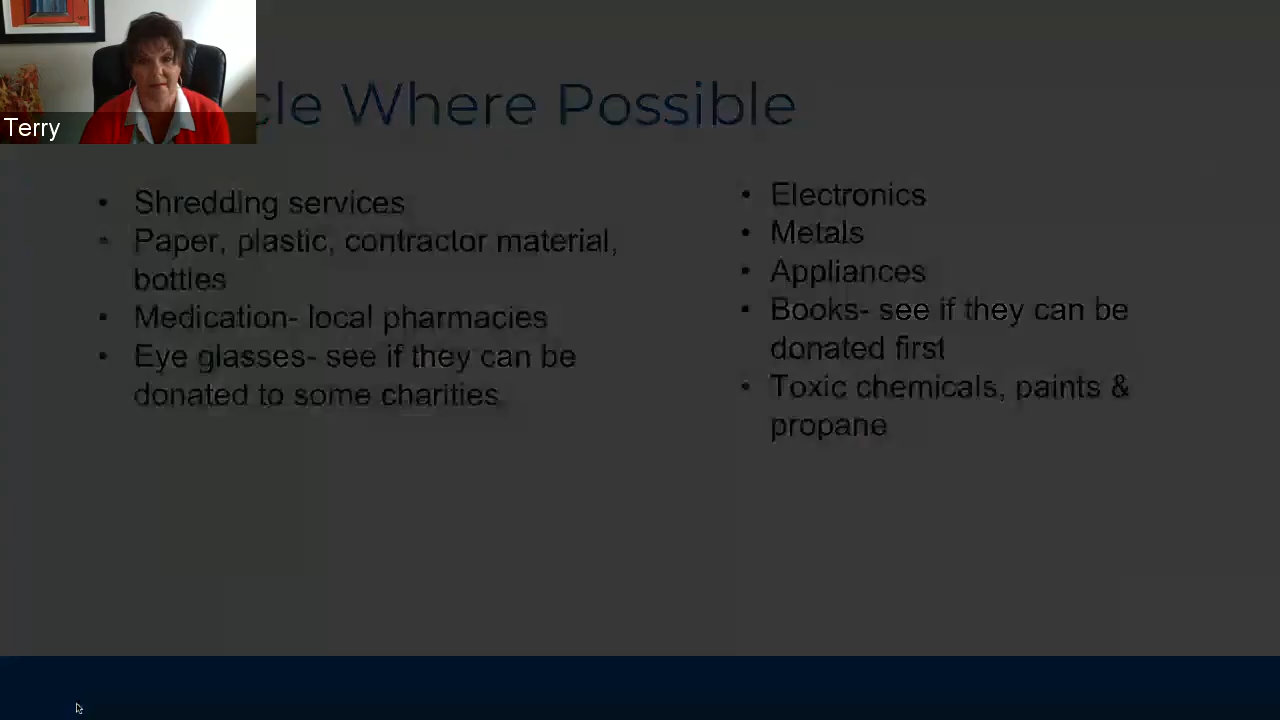 Terry
cle Where Possible
• Shredding services
• Paper, plastic, contractor material,
bottles
• Medication- local pharmacies
• Eye glasses- see if they can be
donated to some charities
• Electronics
• Metals
• Appliances
• Books- see if they can be
donated first
• Toxic chemicals, paints &
propane